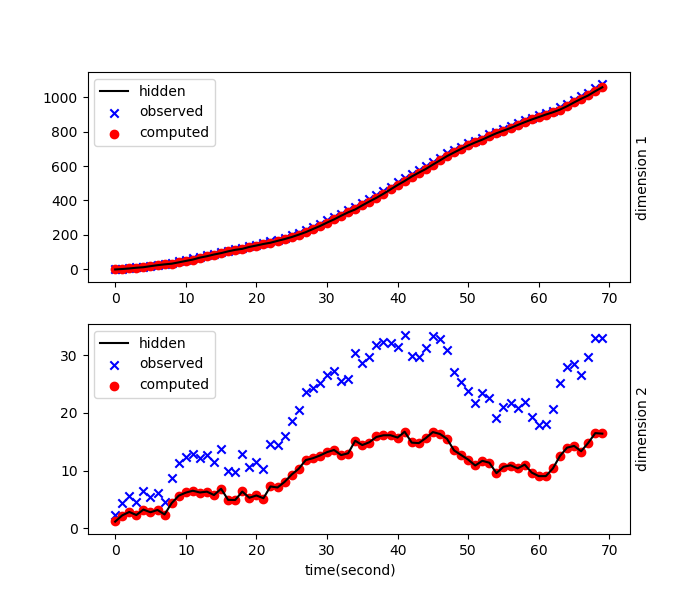 hidden
observed
computed
1000
800
600
400
200
0
0 10 20 30 40 50 60 70
dimension 1
hidden
observed
computed
30
20
10
0
0 10 20 30 40 50 60 70
time(second)
dimension 2